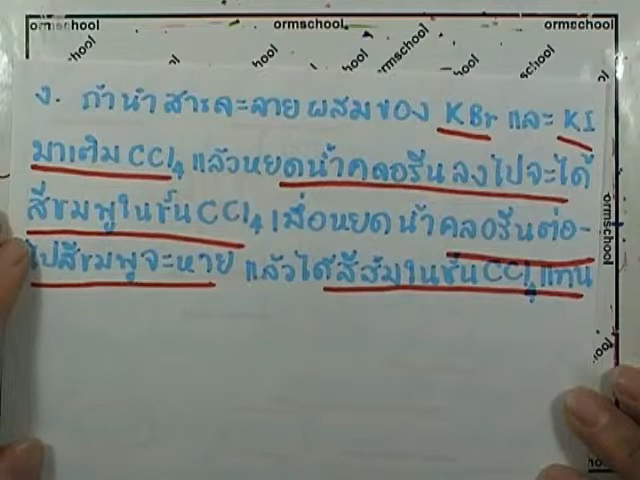 ormschool ormschool ormschool
hool hool ormschool hool school
ง. ถ้านำสารละลายผสมของ KBr และ KI
มาเติม CCl4 แล้วหยดน้ำคลอรีนลงไปจะได้
สีชมพูในชั้น CCl4 เมื่อหยดน้ำคลอรีนต่อ-
ไปสีชมพูจะหาย แล้วได้สีส้มในชั้น CCl4 แทน
ormschool
hool